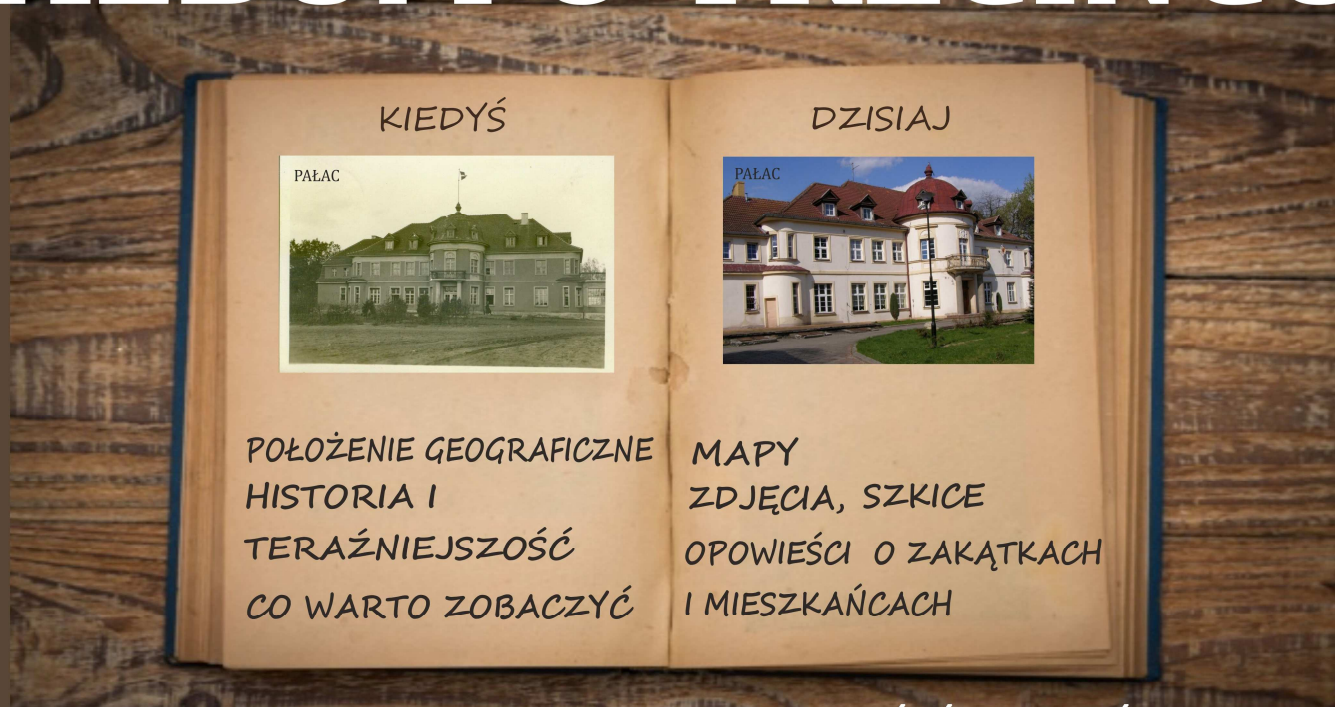 KIEDYŚ
PAŁAC
POŁOŻENIE GEOGRAFICZNE
HISTORIA I
TERAŹNIEJSZOŚĆ
CO WARTO ZOBACZYĆ
DZISIAJ
PAŁAC
MAPY
ZDJĘCIA, SZKICE
OPOWIEŚCI O ZAKĄTKACH
I MIESZKAŃCACH